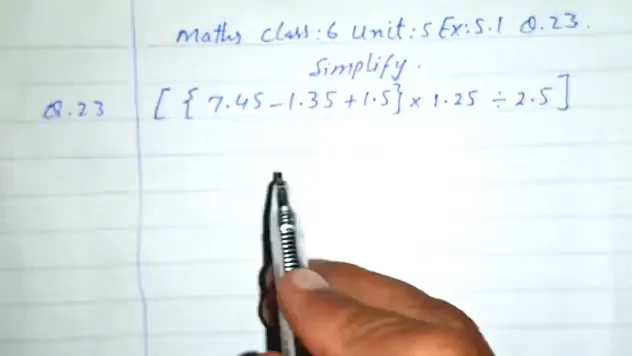 Maths Class:6 Unit:5 Ex:5.1 Q.23.
Simplify.
Q.23 [ { 7.45 – 1.35 + 1.5 } × 1.25 ÷ 2.5 ]